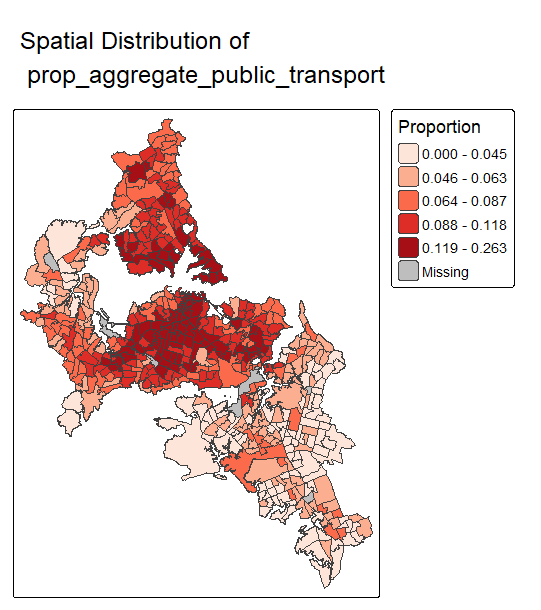 Spatial Distribution of
prop_aggregate_public_transport
Proportion
0.000 - 0.045
0.046 - 0.063
0.064 - 0.087
0.088 - 0.118
0.119 - 0.263
Missing